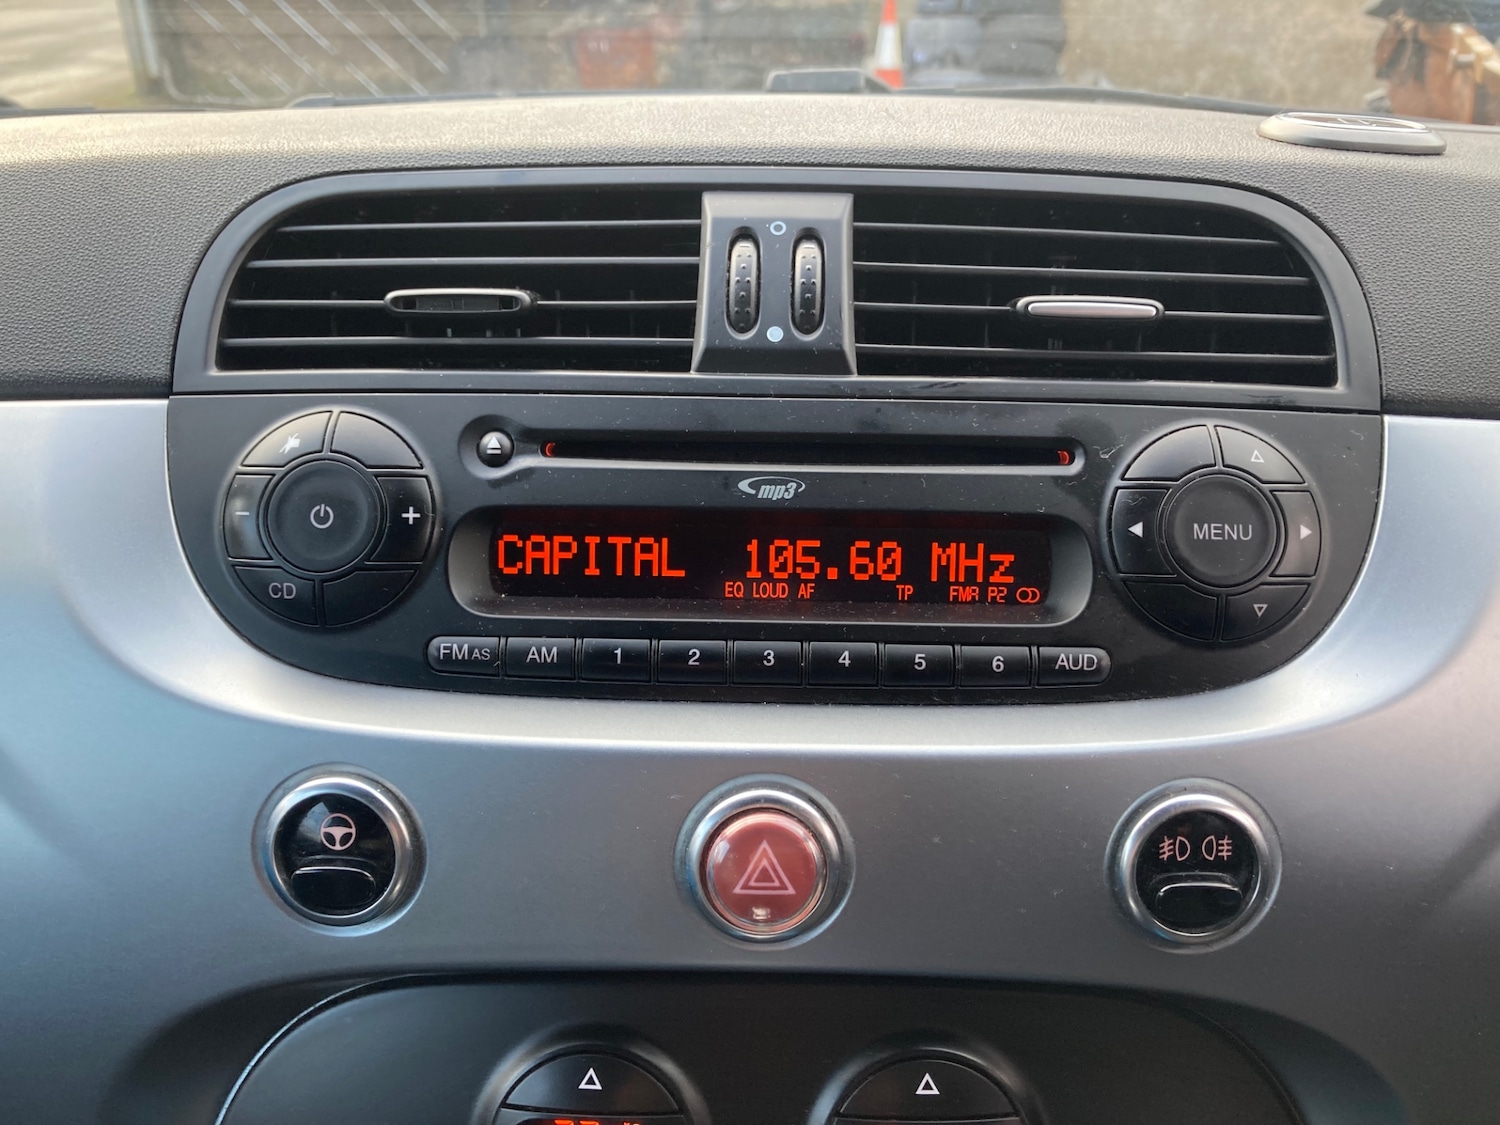 mp3
CAPITAL 105.60 MHz
EQ LOUD AF TP FMA P2
MENU
CD
FM AS AM 1 2 3 4 5 6 AUD